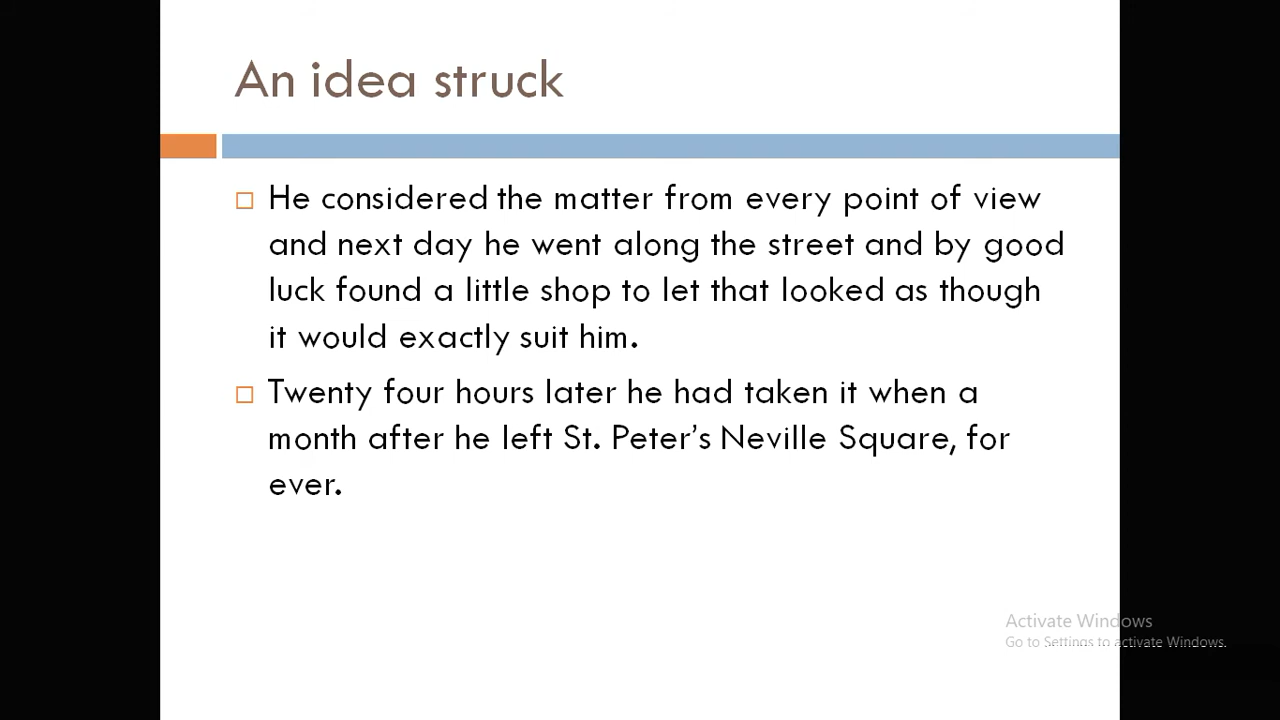 An idea struck
He considered the matter from every point of view
and next day he went along the street and by good
luck found a little shop to let that looked as though
it would exactly suit him.
Twenty four hours later he had taken it when a
month after he left St. Peter's Neville Square, for
ever.
Activate Windows
Go to Settings to activate Windows.